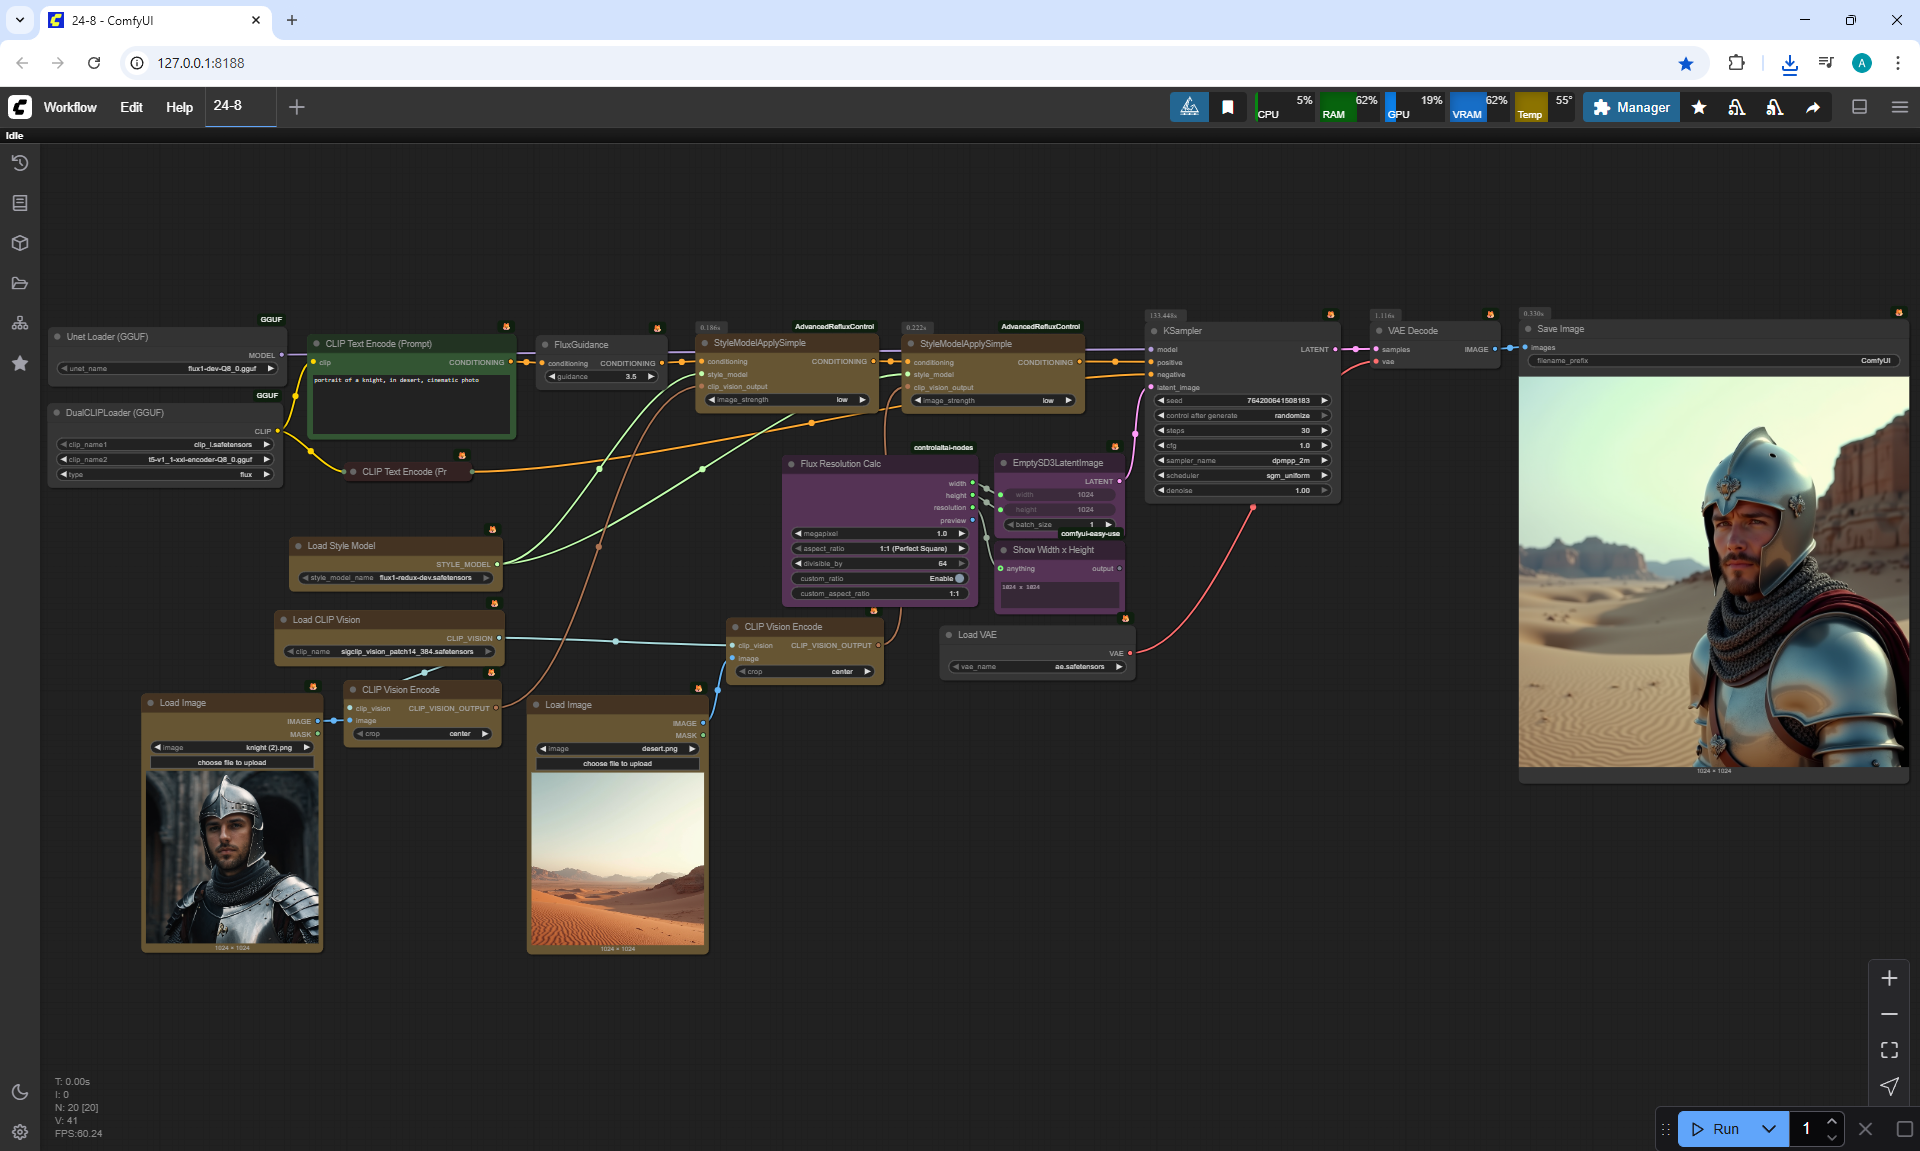 24-8 - ComfyUI
127.0.0.1:8188
A
Workflow Edit Help 24-8
CPU 5% RAM 62% GPU 19% VRAM 62% Temp 55° Manager
Idle
GGUF
Unet Loader (GGUF)
MODEL
unet_name flux1-dev-Q8_0.gguf
GGUF
DualCLIPLoader (GGUF)
CLIP
clip_name1 clip_l.safetensors
clip_name2 t5-v1_1-xxl-encoder-Q8_0.gguf
type flux
CLIP Text Encode (Prompt)
clip CONDITIONING
portrait of a knight, in desert, cinematic photo
CLIP Text Encode (Pr
FluxGuidance
conditioning CONDITIONING
guidance 3.5
0.186s AdvancedRefluxControl
StyleModelApplySimple
conditioning CONDITIONING
style_model
clip_vision_output
image_strength low
0.222s AdvancedRefluxControl
StyleModelApplySimple
conditioning CONDITIONING
style_model
clip_vision_output
image_strength low
133.448s
KSampler
model LATENT
positive
negative
latent_image
seed 764200641508183
control after generate randomize
steps 30
cfg 1.0
sampler_name dpmpp_2m
scheduler sgm_uniform
denoise 1.00
1.116s
VAE Decode
samples IMAGE
vae
0.330s
Save Image
images
filename_prefix ComfyUI
1024 × 1024
controlaltai-nodes
Flux Resolution Calc
width
height
resolution
preview
megapixel 1.0
aspect_ratio 1:1 (Perfect Square)
divisible_by 64
custom_ratio Enable
custom_aspect_ratio 1:1
EmptySD3LatentImage
LATENT
width 1024
height 1024
batch_size 1
comfyui-easy-use
Show Width x Height
anything output
1024 x 1024
Load Style Model
STYLE_MODEL
style_model_name flux1-redux-dev.safetensors
Load CLIP Vision
CLIP_VISION
clip_name sigclip_vision_patch14_384.safetensors
CLIP Vision Encode
clip_vision CLIP_VISION_OUTPUT
image
crop center
Load VAE
VAE
vae_name ae.safetensors
CLIP Vision Encode
clip_vision CLIP_VISION_OUTPUT
image
crop center
Load Image
IMAGE
MASK
image knight (2).png
choose file to upload
1024 × 1024
Load Image
IMAGE
MASK
image desert.png
choose file to upload
1024 × 1024
T: 0.00s
I: 0
N: 20 [20]
V: 41
FPS:60.24
Run 1